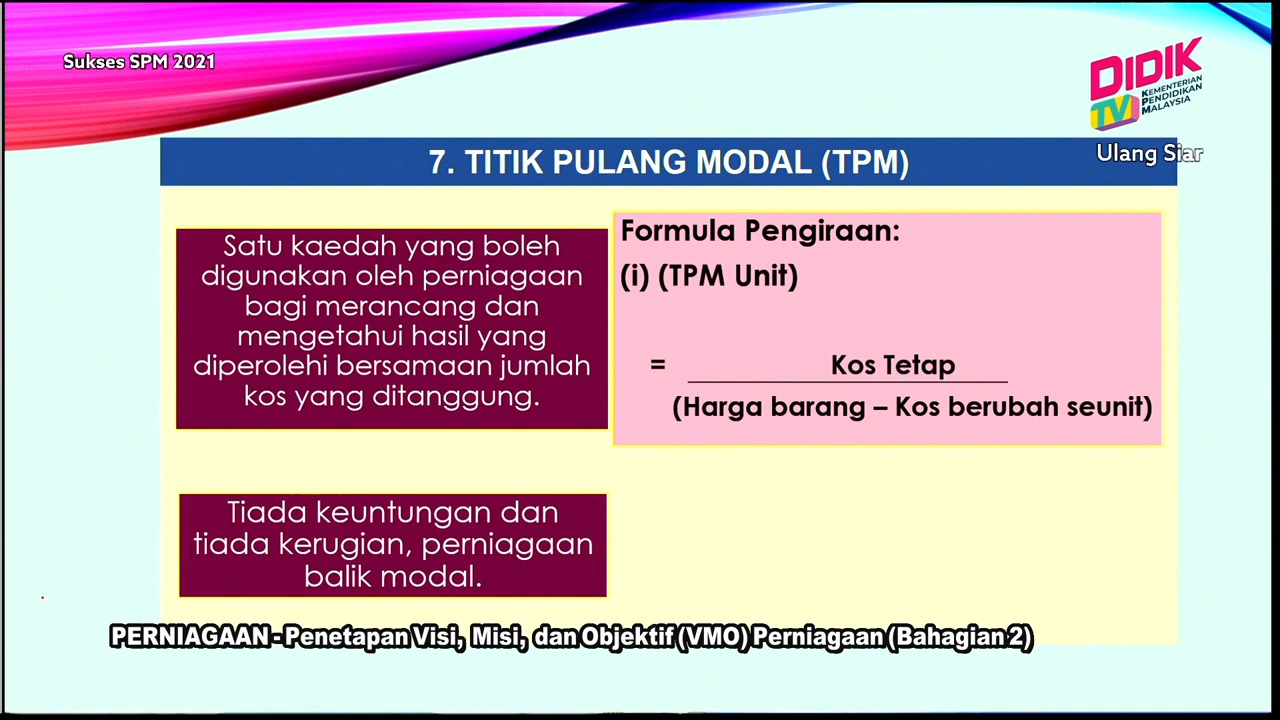 Sukses SPM 2021
DIDIK
TV
KEMENTERIAN
PENDIDIKAN
MALAYSIA
Ulang Siar
7. TITIK PULANG MODAL (TPM)
Satu kaedah yang boleh
digunakan oleh perniagaan
bagi merancang dan
mengetahui hasil yang
diperolehi bersamaan jumlah
kos yang ditanggung.
Formula Pengiraan:
(i) (TPM Unit)
= Kos Tetap
(Harga barang – Kos berubah seunit)
Tiada keuntungan dan
tiada kerugian, perniagaan
balik modal.
PERNIAGAAN - Penetapan Visi, Misi, dan Objektif (VMO) Perniagaan (Bahagian 2)